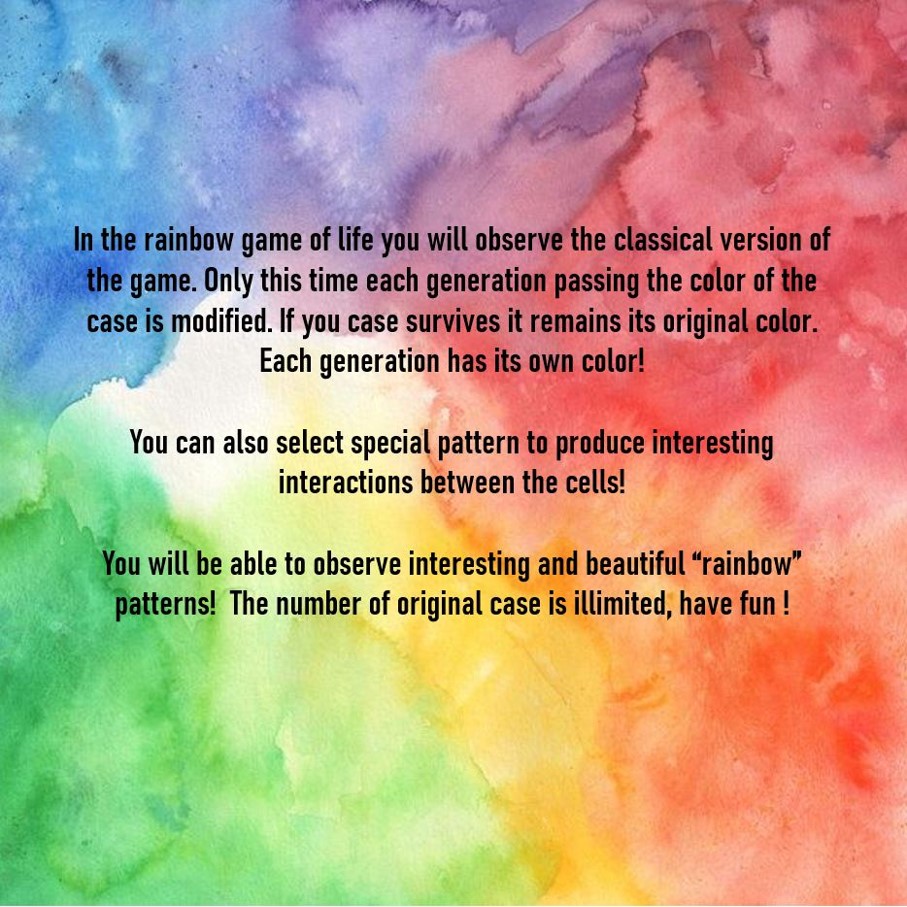 In the rainbow game of life you will observe the classical version of
the game. Only this time each generation passing the color of the
case is modified. If you case survives it remains its original color.
Each generation has its own color!
You can also select special pattern to produce interesting
interactions between the cells!
You will be able to observe interesting and beautiful “rainbow”
patterns!  The number of original case is illimited, have fun !